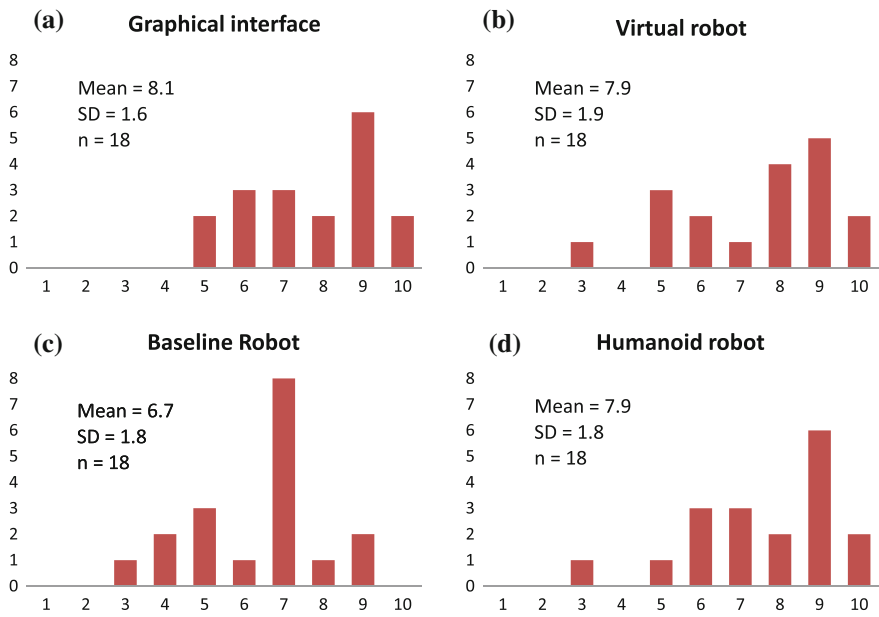 (a) Graphical interface
8
7
6
5
4
3
2
1
0
Mean = 8.1
SD = 1.6
n = 18
1 2 3 4 5 6 7 8 9 10
(b) Virtual robot
8
7
6
5
4
3
2
1
0
Mean = 7.9
SD = 1.9
n = 18
1 2 3 4 5 6 7 8 9 10
(c) Baseline Robot
8
7
6
5
4
3
2
1
0
Mean = 6.7
SD = 1.8
n = 18
1 2 3 4 5 6 7 8 9 10
(d) Humanoid robot
8
7
6
5
4
3
2
1
0
Mean = 7.9
SD = 1.8
n = 18
1 2 3 4 5 6 7 8 9 10